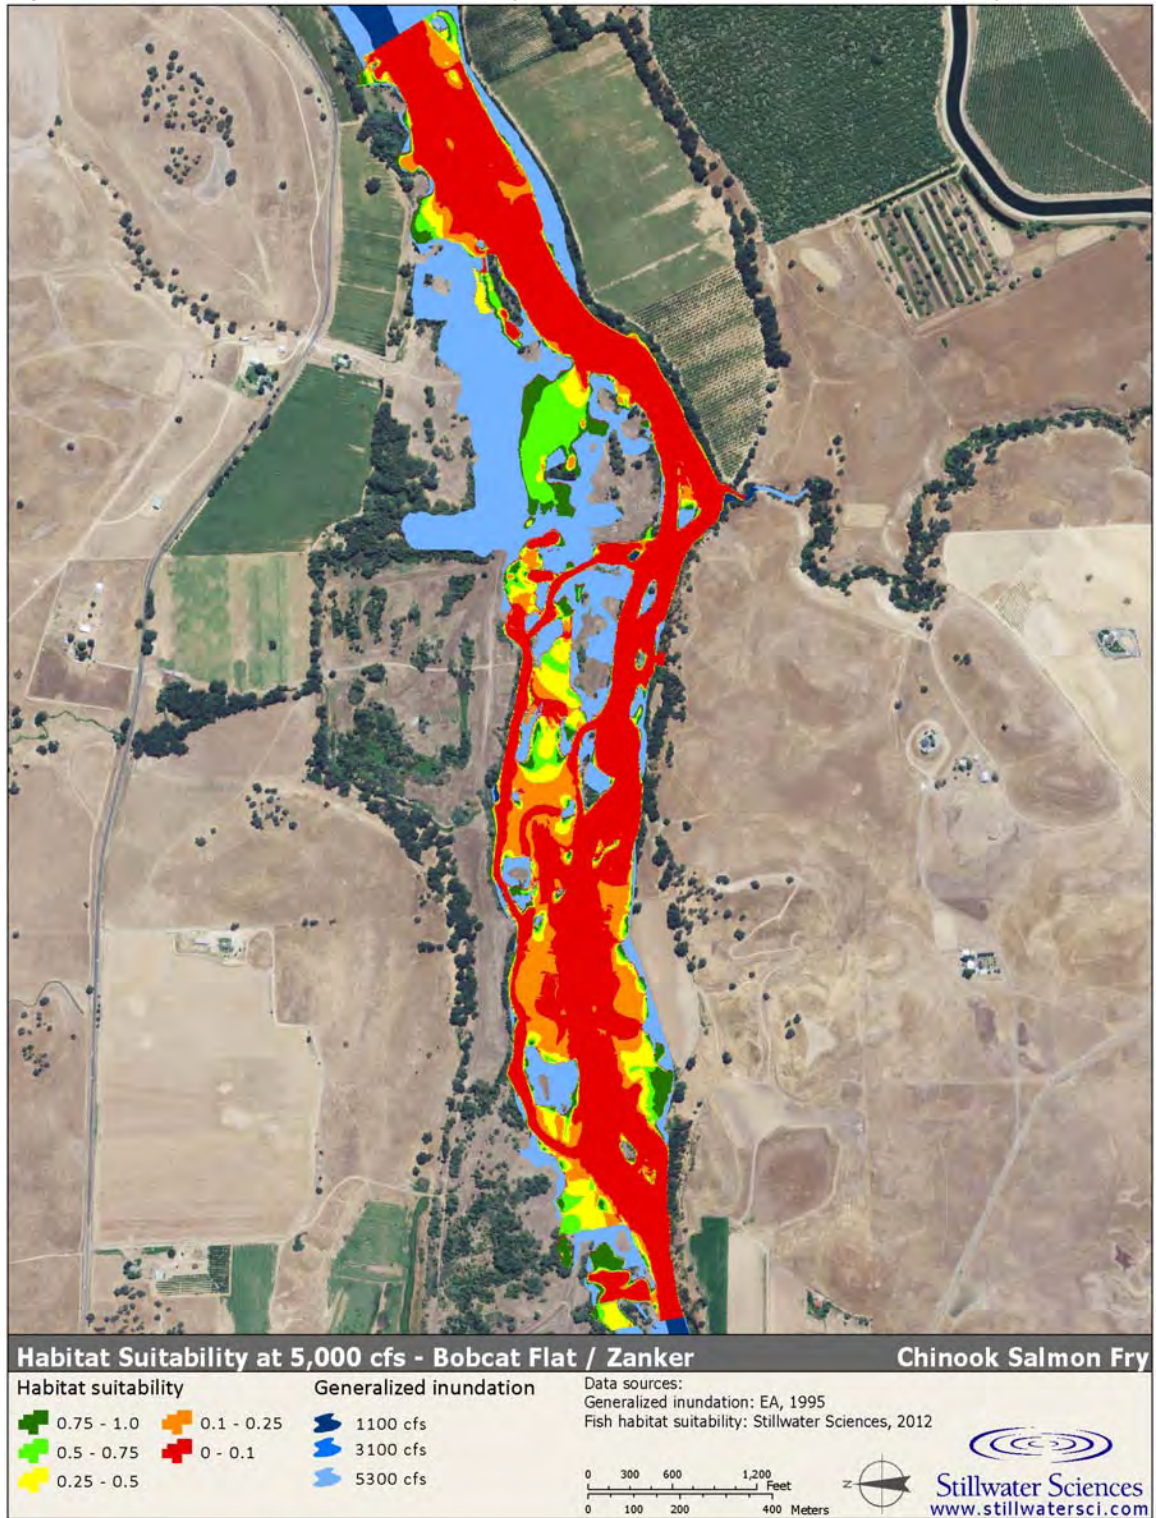 Habitat Suitability at 5,000 cfs - Bobcat Flat / Zanker Chinook Salmon Fry
Habitat suitability
0.75 - 1.0
0.5 - 0.75
0.25 - 0.5
0.1 - 0.25
0 - 0.1
Generalized inundation
1100 cfs
3100 cfs
5300 cfs
Data sources:
Generalized inundation: EA, 1995
Fish habitat suitability: Stillwater Sciences, 2012
0 300 600 1,200
Feet
0 100 200 400 Meters
N
Stillwater Sciences
www.stillwatersci.com